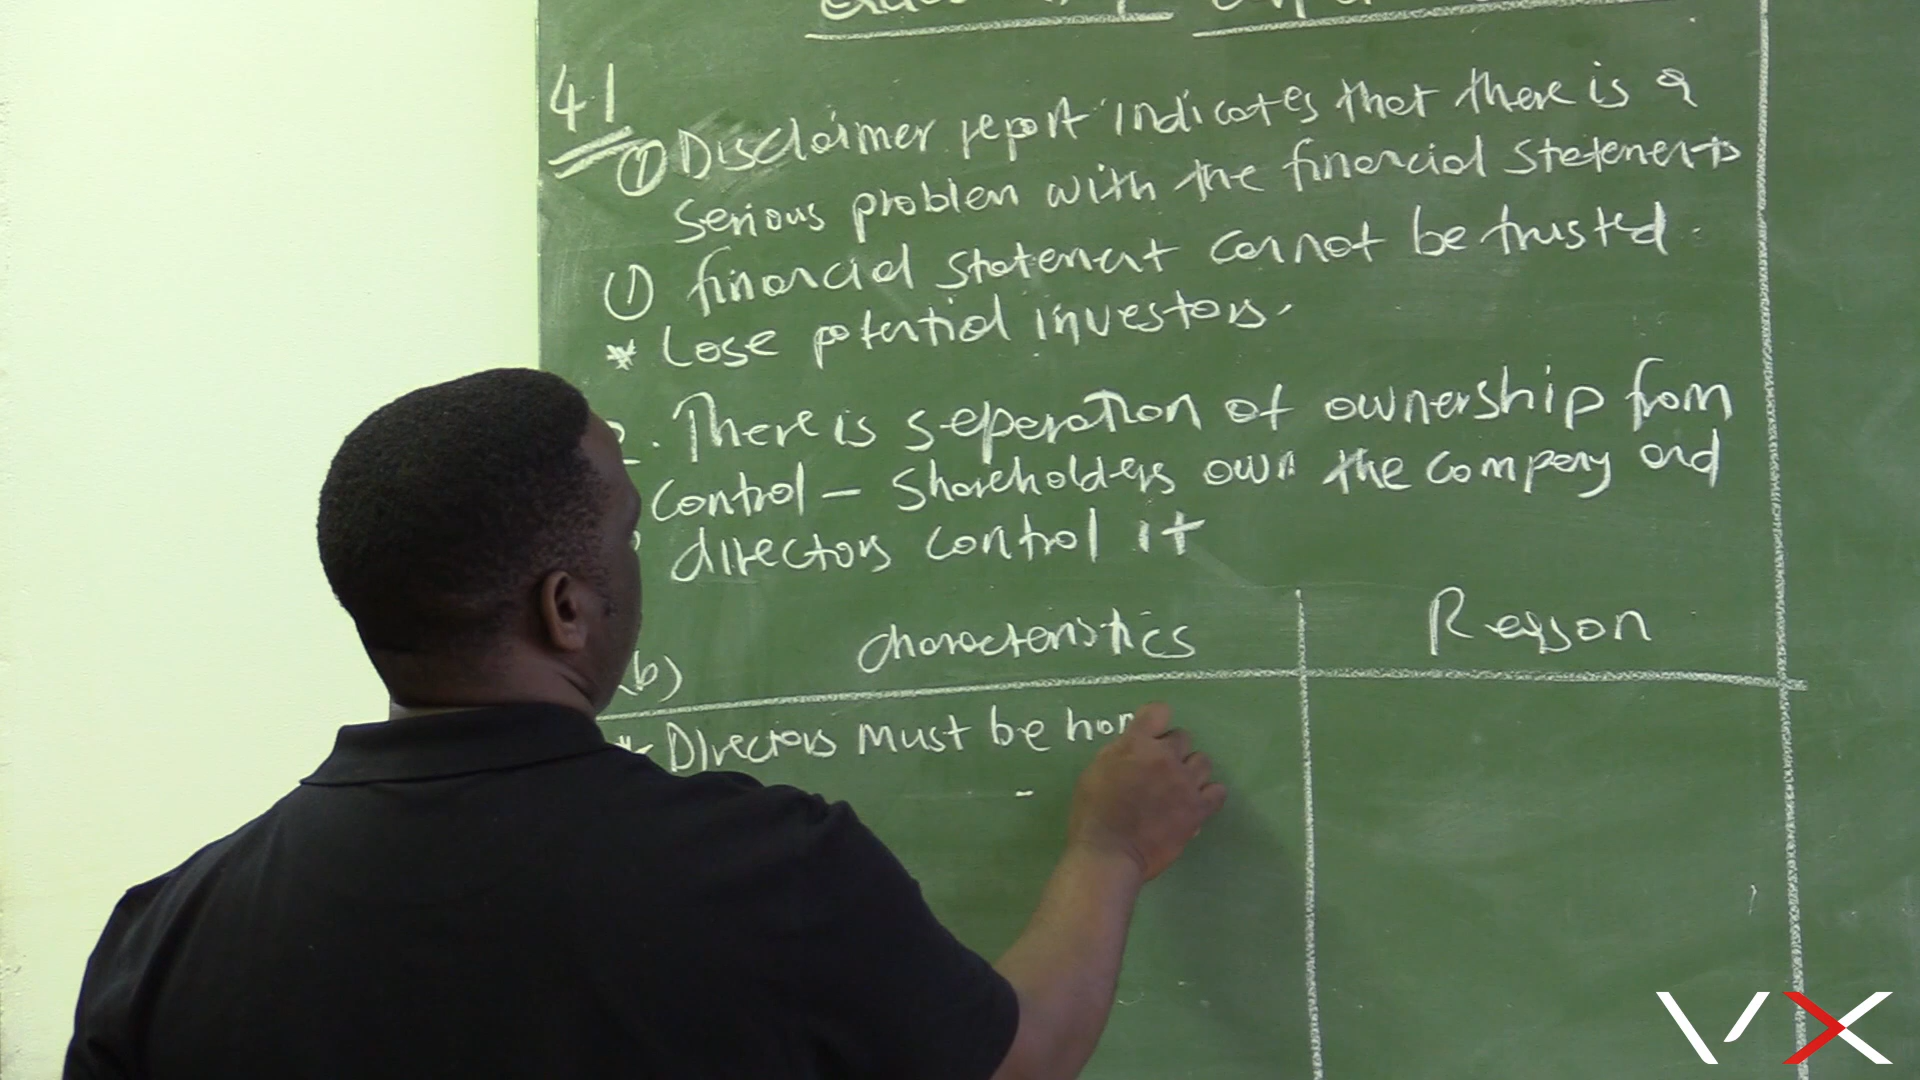 41
① Disclaimer report indicates that there is a
serious problem with the financial statements
① financial statement cannot be trusted.
* Lose potential investors.
2. There is seperation of ownership from
control – Shareholders own the company and
directors control it
(b) characteristics Reason
Directors must be hon
VX